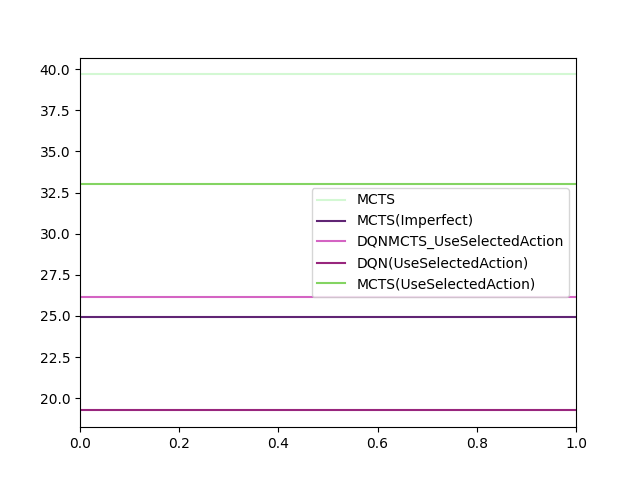 40.0
37.5
35.0
32.5
30.0
27.5
25.0
22.5
20.0
MCTS
MCTS(Imperfect)
DQNMCTS_UseSelectedAction
DQN(UseSelectedAction)
MCTS(UseSelectedAction)
0.0 0.2 0.4 0.6 0.8 1.0